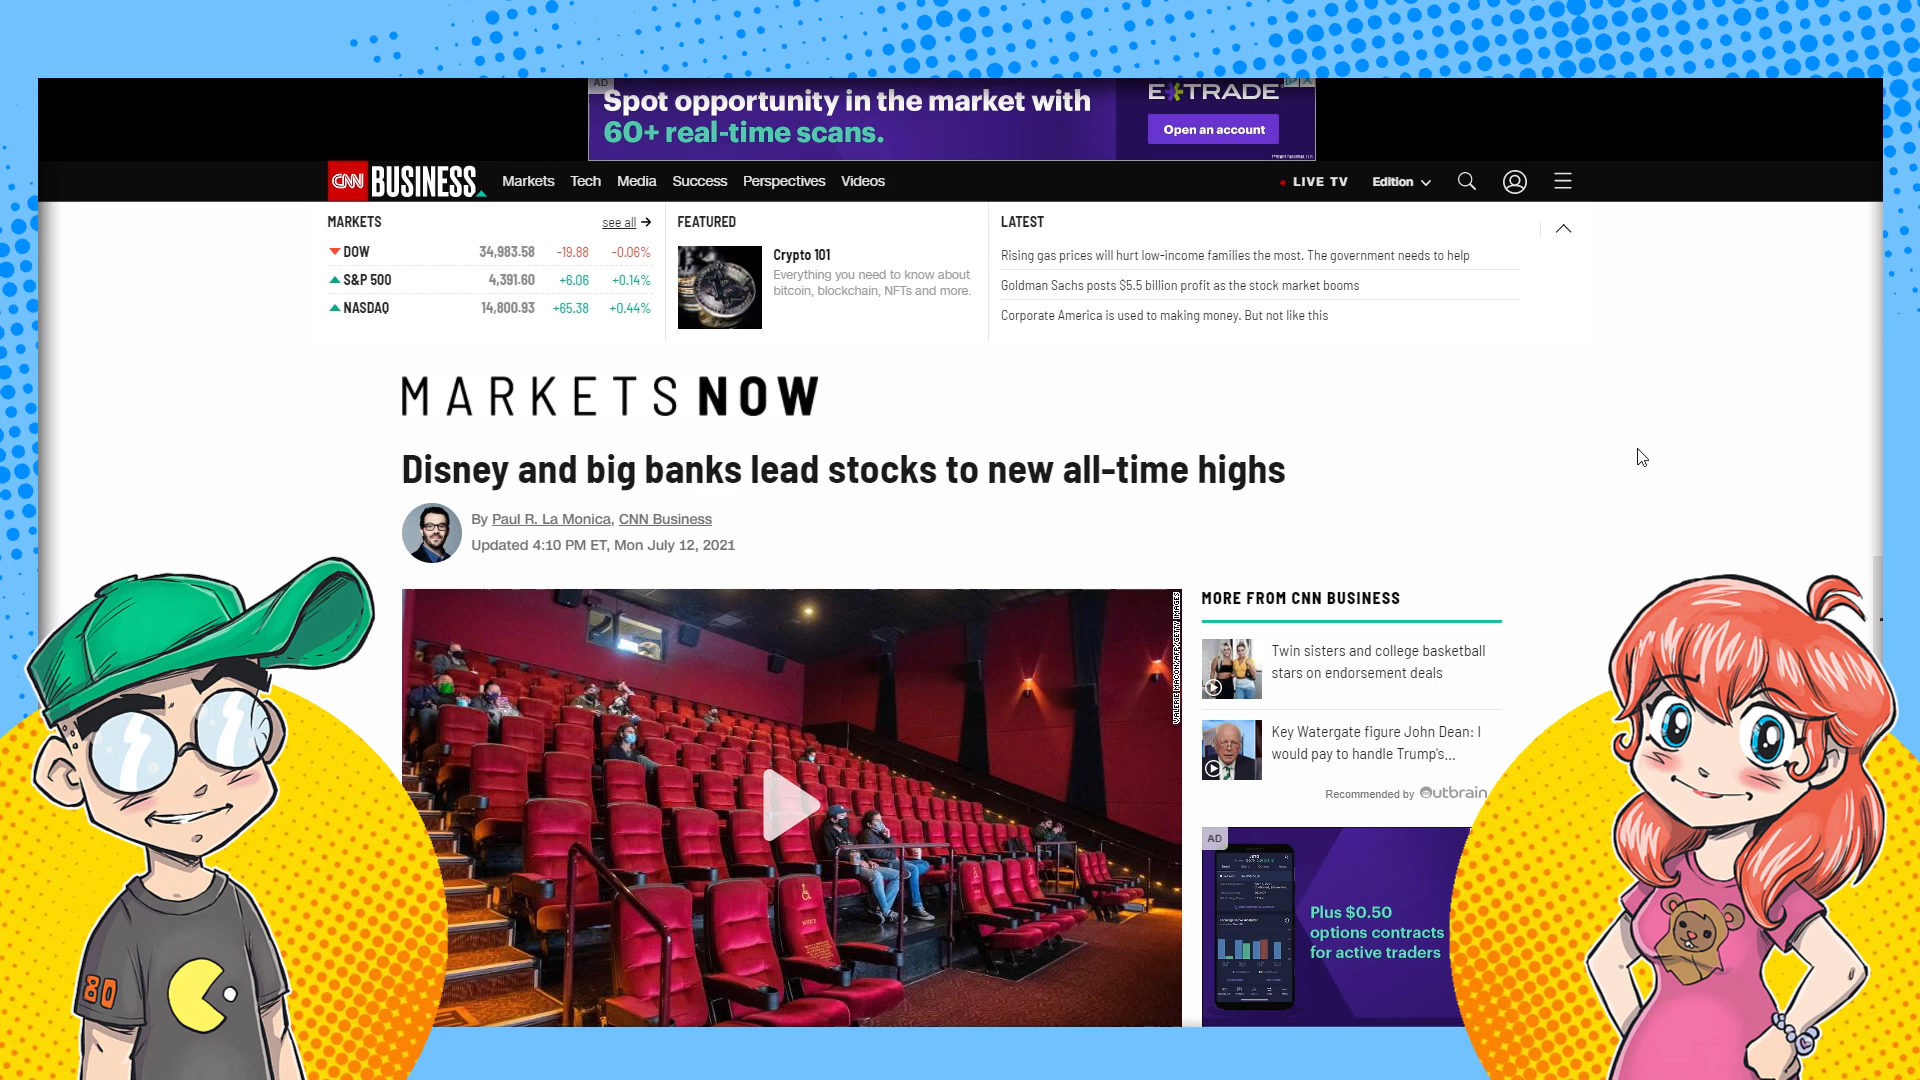 AD
Spot opportunity in the market with
60+ real-time scans.
E*TRADE
Open an account
CNN BUSINESS
Markets Tech Media Success Perspectives Videos
LIVE TV Edition
MARKETS see all
DOW 34,983.58 -19.88 -0.06%
S&P 500 4,391.60 +6.06 +0.14%
NASDAQ 14,800.93 +65.38 +0.44%
FEATURED
Crypto 101
Everything you need to know about
bitcoin, blockchain, NFTs and more.
LATEST
Rising gas prices will hurt low-income families the most. The government needs to help
Goldman Sachs posts $5.5 billion profit as the stock market booms
Corporate America is used to making money. But not like this
MARKETS NOW
Disney and big banks lead stocks to new all-time highs
By Paul R. La Monica, CNN Business
Updated 4:10 PM ET, Mon July 12, 2021
VALERIE MACON/AFP/GETTY IMAGES
MORE FROM CNN BUSINESS
Twin sisters and college basketball
stars on endorsement deals
Key Watergate figure John Dean: I
would pay to handle Trump's...
Recommended by Outbrain
AD
Plus $0.50
options contracts
for active traders
80